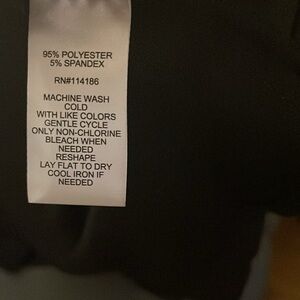 95% POLYESTER
5% SPANDEX
RN#114186
MACHINE WASH
COLD
WITH LIKE COLORS
GENTLE CYCLE
ONLY NON-CHLORINE
BLEACH WHEN
NEEDED
RESHAPE
LAY FLAT TO DRY
COOL IRON IF
NEEDED